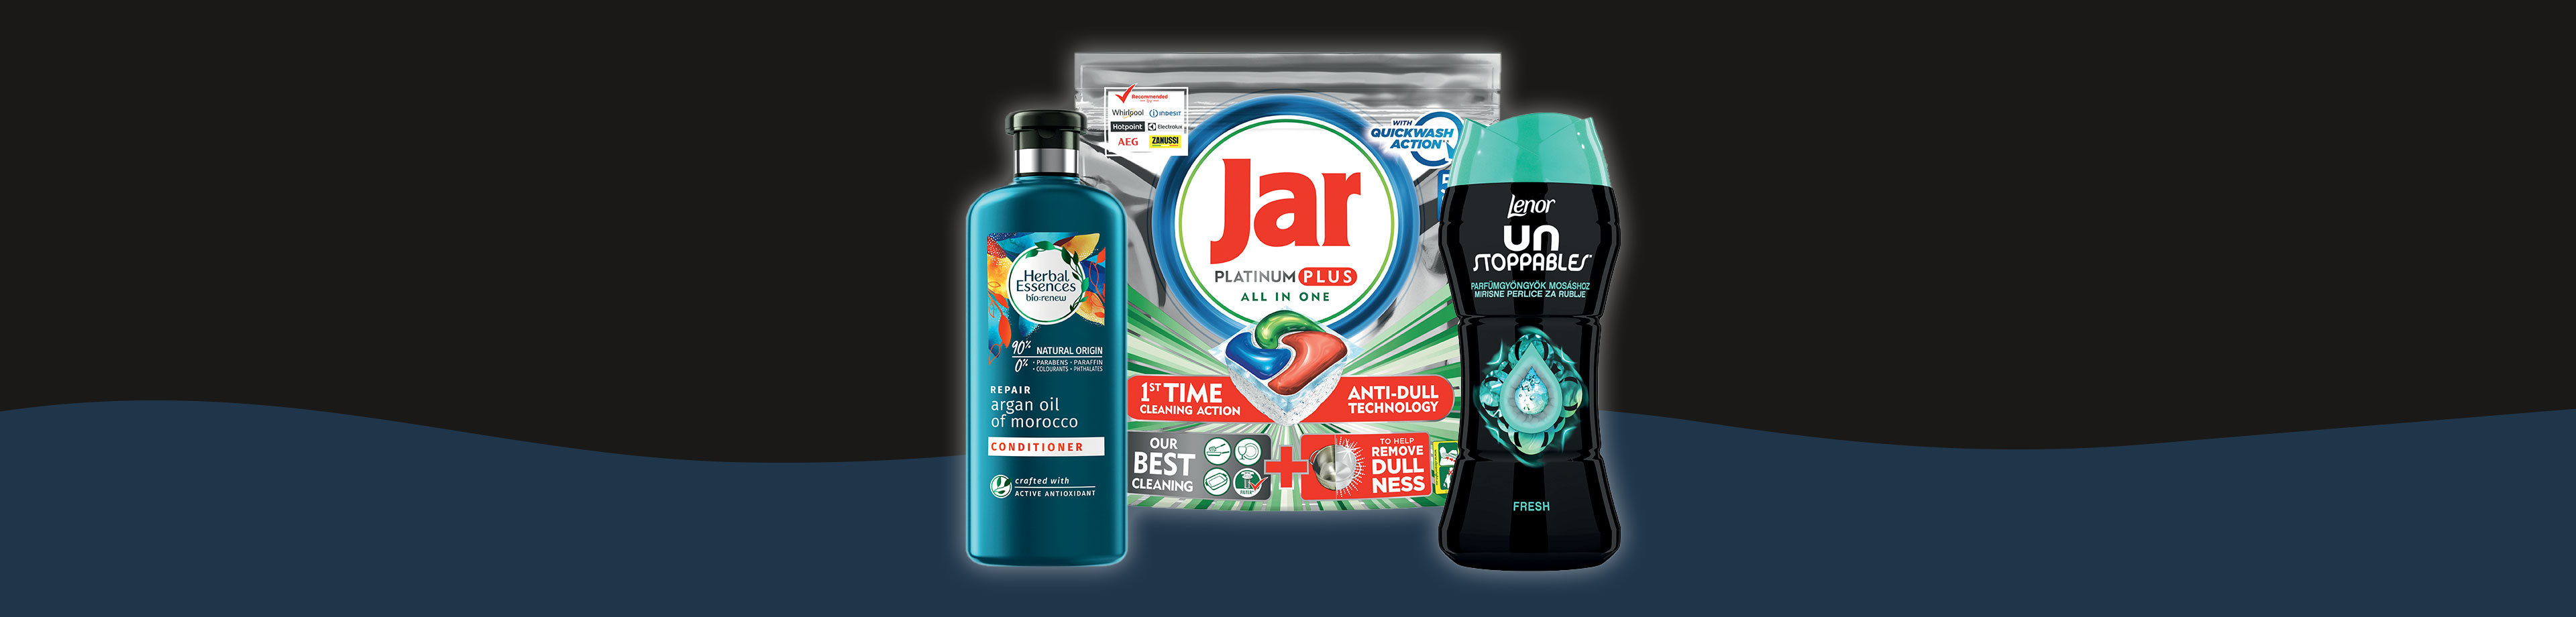 Herbal
Essences
bio:renew
90% NATURAL ORIGIN
0% • PARABENS • PARAFFIN
• COLOURANTS • PHTHALATES
REPAIR
argan oil
of morocco
CONDITIONER
crafted with
ACTIVE ANTIOXIDANT
Recommended
Whirlpool INDESIT
Hotpoint Electrolux
AEG ZANUSSI
WITH
QUICKWASH
ACTION
Jar
PLATINUM PLUS
ALL IN ONE
1ST TIME
CLEANING ACTION
ANTI-DULL
TECHNOLOGY
OUR
BEST
CLEANING
FILTER
+
TO HELP
REMOVE
DULL
NESS
Lenor
UN
STOPPABLES
PARFÜMGYÖNGYÖK MOSÁSHOZ
MIRISNE PERLICE ZA RUBLJE
FRESH